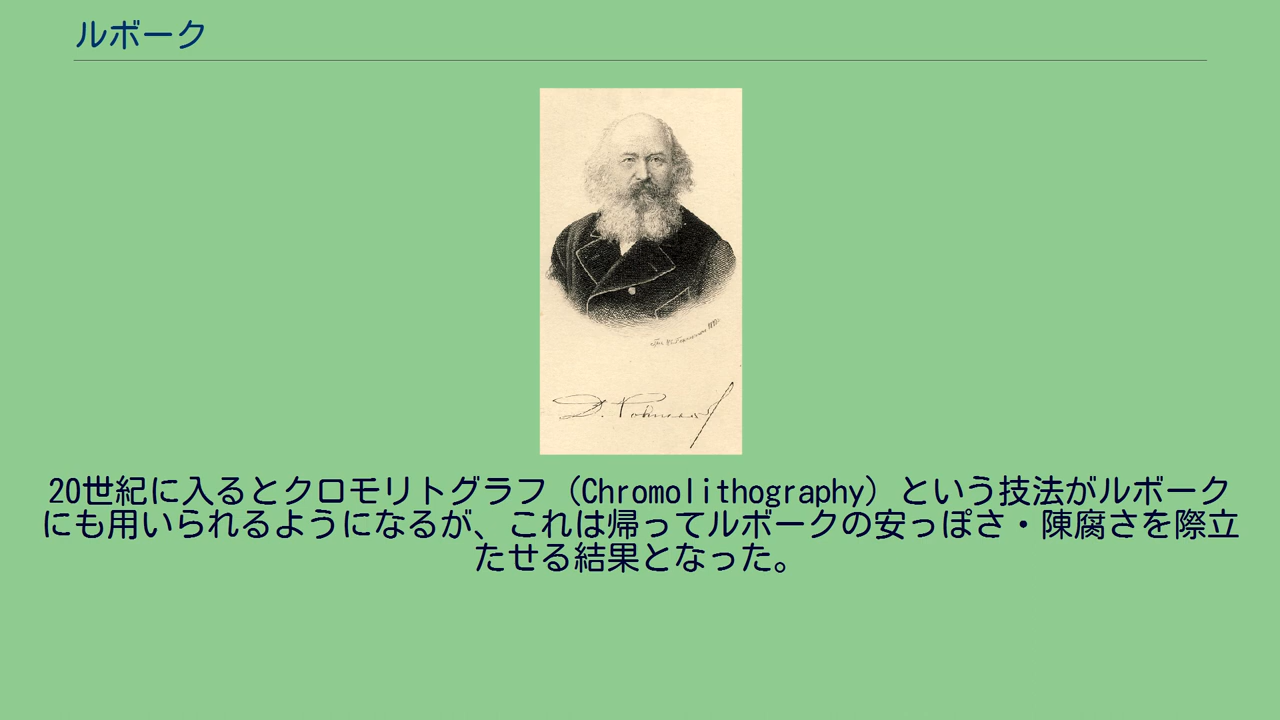 ルボーク
20世紀に入るとクロモリトグラフ（Chromolithography）という技法がルボーク
にも用いられるようになるが、これは帰ってルボークの安っぽさ・陳腐さを際立
たせる結果となった。